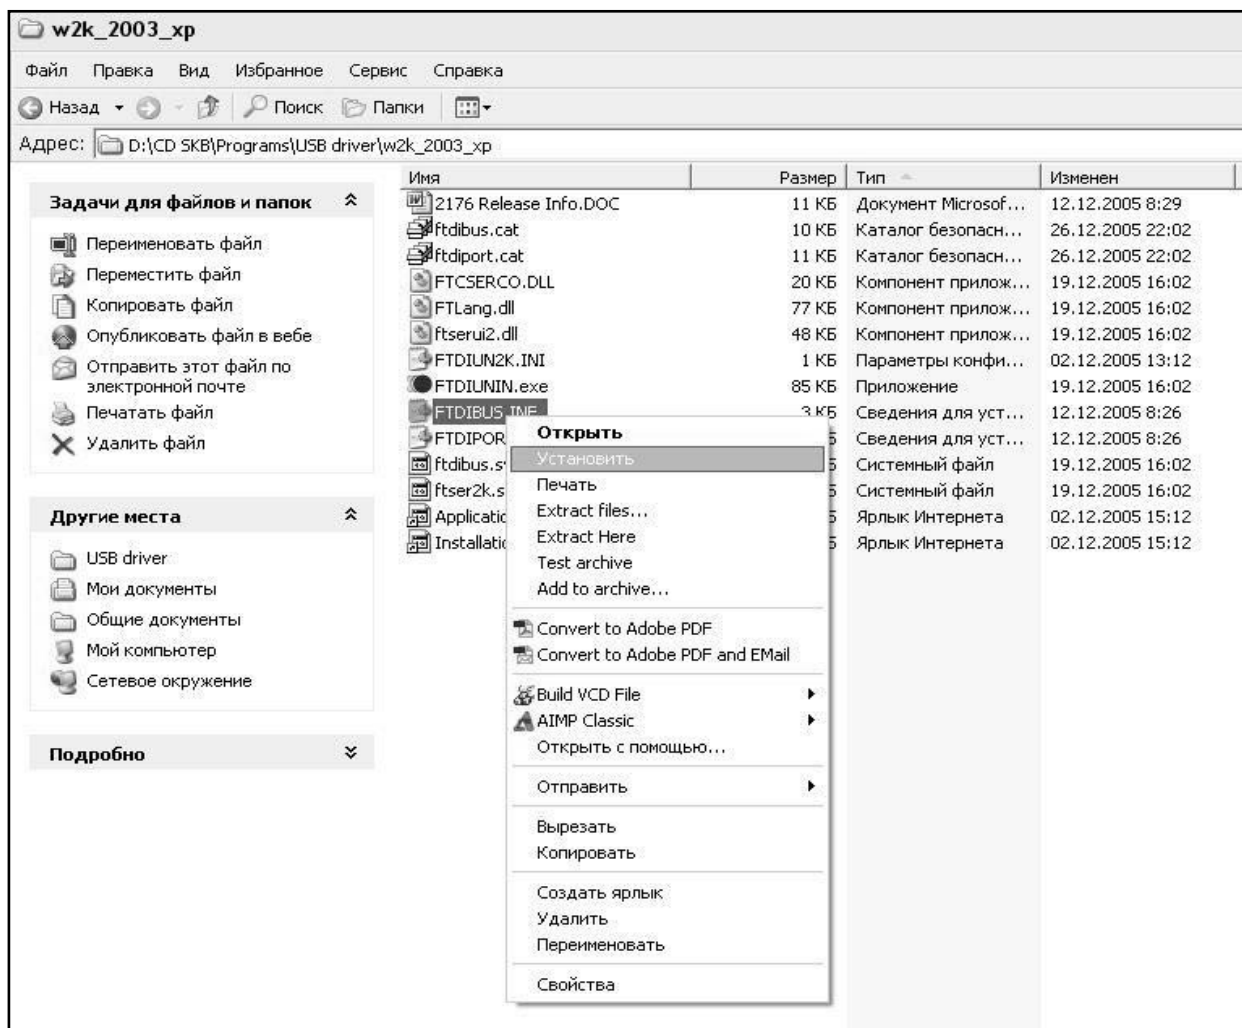 w2k_2003_xp
Файл Правка Вид Избранное Сервис Справка
Назад Поиск Папки
Адрес: D:\CD SKB\Programs\USB driver\w2k_2003_xp
Имя Размер Тип Изменен
Задачи для файлов и папок
Переименовать файл
Переместить файл
Копировать файл
Опубликовать файл в вебе
Отправить этот файл по
электронной почте
Печатать файл
Удалить файл
Другие места
USB driver
Мои документы
Общие документы
Мой компьютер
Сетевое окружение
Подробно
2176 Release Info.DOC 11 КБ Документ Microsof... 12.12.2005 8:29
ftdibus.cat 10 КБ Каталог безопасн... 26.12.2005 22:02
ftdiport.cat 11 КБ Каталог безопасн... 26.12.2005 22:02
FTCSERCO.DLL 20 КБ Компонент прилож... 19.12.2005 16:02
FTLang.dll 77 КБ Компонент прилож... 19.12.2005 16:02
ftserui2.dll 48 КБ Компонент прилож... 19.12.2005 16:02
FTDIUN2K.INI 1 КБ Параметры конфи... 02.12.2005 13:12
FTDIUNIN.exe 85 КБ Приложение 19.12.2005 16:02
FTDIBUS.INF 3 КБ Сведения для уст... 12.12.2005 8:26
FTDIPOR Сведения для уст... 12.12.2005 8:26
ftdibus.s Системный файл 19.12.2005 16:02
ftser2k.s Системный файл 19.12.2005 16:02
Applicatio Ярлык Интернета 02.12.2005 15:12
Installatio Ярлык Интернета 02.12.2005 15:12
Открыть
Установить
Печать
Extract files...
Extract Here
Test archive
Add to archive...
Convert to Adobe PDF
Convert to Adobe PDF and EMail
Build VCD File
AIMP Classic
Открыть с помощью...
Отправить
Вырезать
Копировать
Создать ярлык
Удалить
Переименовать
Свойства